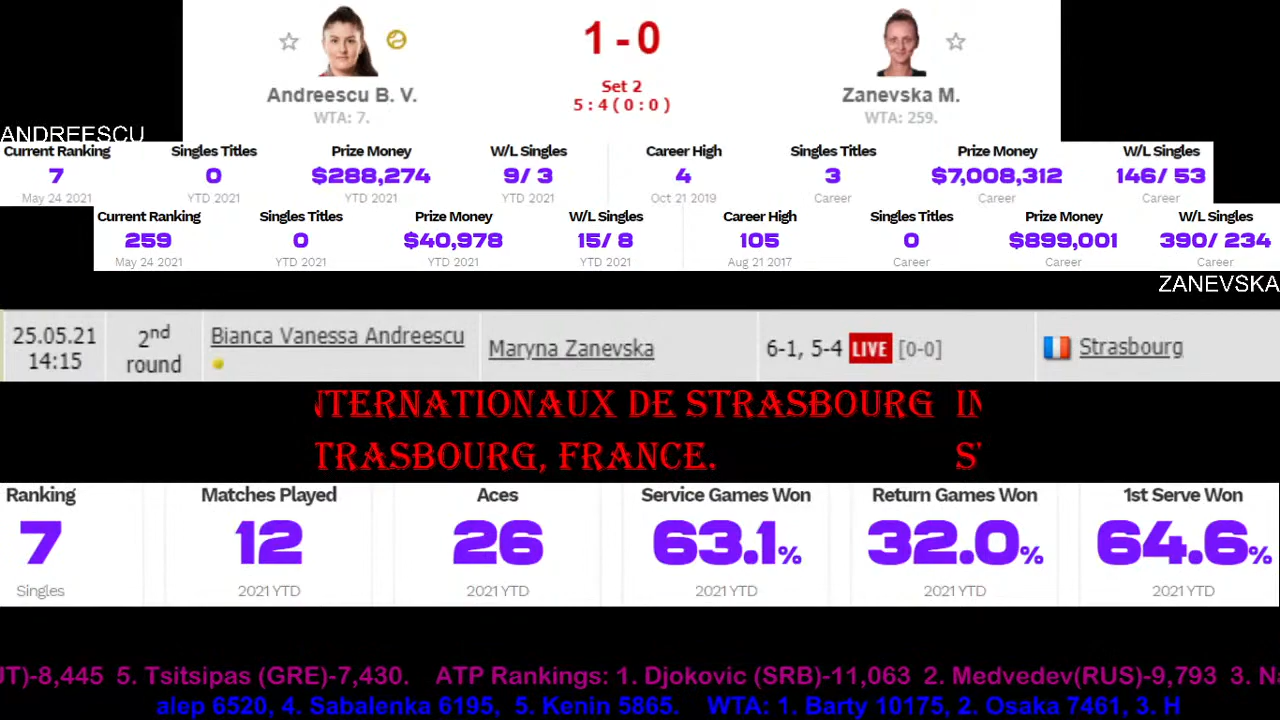 1 - 0
Set 2
5 : 4 ( 0 : 0 )
Andreescu B. V.
WTA: 7.
Zanevska M.
WTA: 259.
ANDREESCU
Current Ranking Singles Titles Prize Money W/L Singles Career High Singles Titles Prize Money W/L Singles
7 0 $288,274 9/ 3 4 3 $7,008,312 146/ 53
May 24 2021 YTD 2021 YTD 2021 YTD 2021 Oct 21 2019 Career Career Career
Current Ranking Singles Titles Prize Money W/L Singles Career High Singles Titles Prize Money W/L Singles
259 0 $40,978 15/ 8 105 0 $899,001 390/ 234
May 24 2021 YTD 2021 YTD 2021 YTD 2021 Aug 21 2017 Career Career Career
ZANEVSKA
25.05.21 14:15 2nd round Bianca Vanessa Andreescu Maryna Zanevska 6-1, 5-4 LIVE [0-0] Strasbourg
NTERNATIONAUX DE STRASBOURG IN
TRASBOURG, FRANCE. S
Ranking Matches Played Aces Service Games Won Return Games Won 1st Serve Won
7 12 26 63.1% 32.0% 64.6%
Singles 2021 YTD 2021 YTD 2021 YTD 2021 YTD 2021 YTD
UT)-8,445 5. Tsitsipas (GRE)-7,430. ATP Rankings: 1. Djokovic (SRB)-11,063 2. Medvedev(RUS)-9,793 3. Na
alep 6520, 4. Sabalenka 6195, 5. Kenin 5865. WTA: 1. Barty 10175, 2. Osaka 7461, 3. H